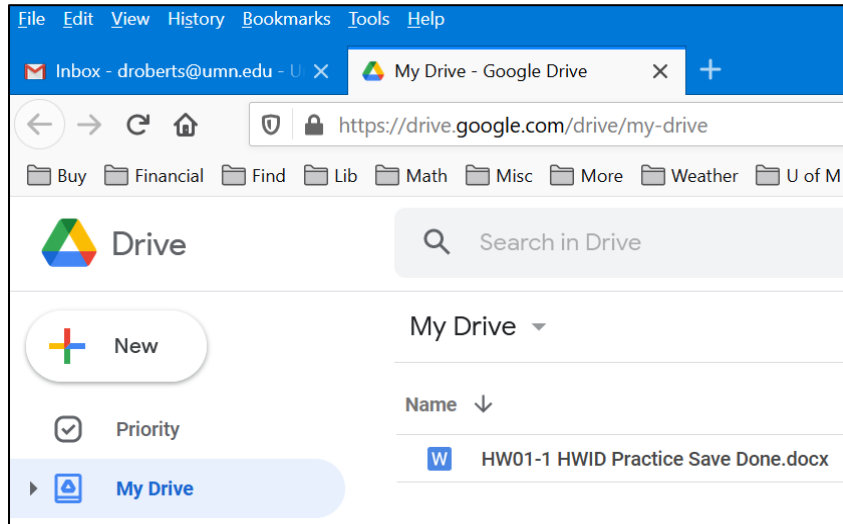 File Edit View History Bookmarks Tools Help
Inbox - droberts@umn.edu - U
My Drive - Google Drive
https://drive.google.com/drive/my-drive
Buy Financial Find Lib Math Misc More Weather U of M
Drive
Search in Drive
New
My Drive
Name
Priority
W HW01-1 HWID Practice Save Done.docx
My Drive